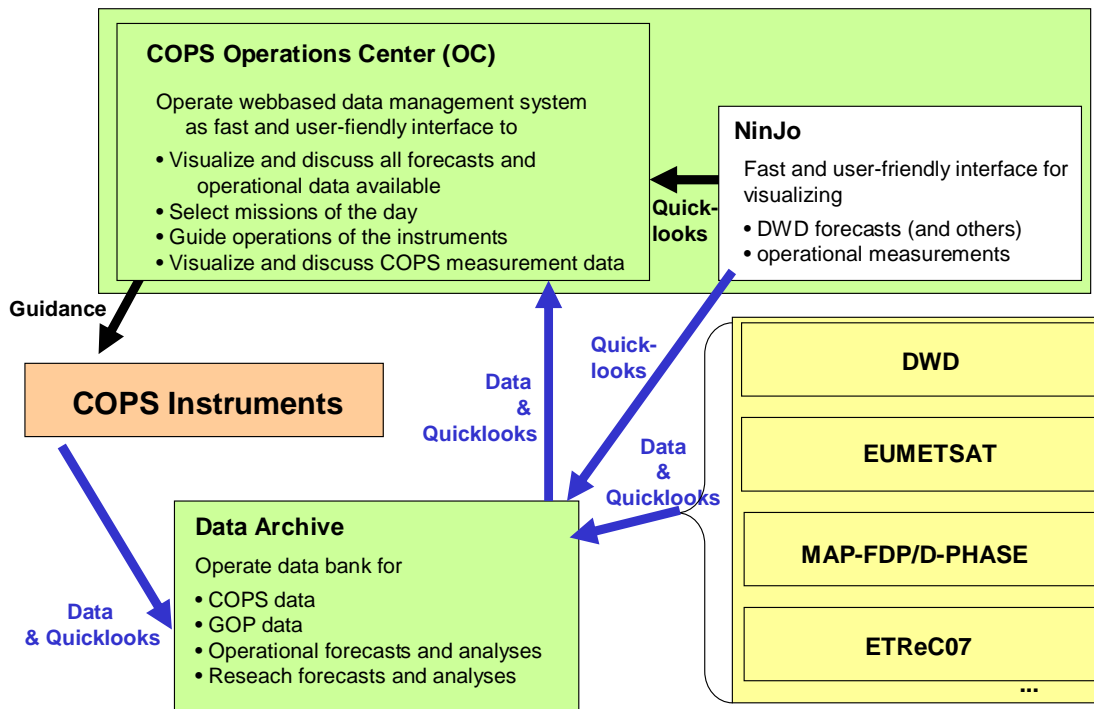 COPS Operations Center (OC)
Operate webbased data management system
as fast and user-fiendly interface to
• Visualize and discuss all forecasts and
operational data available
• Select missions of the day
• Guide operations of the instruments
• Visualize and discuss COPS measurement data
NinJo
Fast and user-friendly interface for
visualizing
• DWD forecasts (and others)
• operational measurements
Quick-
looks
Guidance
COPS Instruments
Data
&
Quicklooks
Quick-
looks
Data
&
Quicklooks
DWD
EUMETSAT
MAP-FDP/D-PHASE
ETReC07
...
Data Archive
Operate data bank for
• COPS data
• GOP data
• Operational forecasts and analyses
• Reseach forecasts and analyses
Data
& Quicklooks